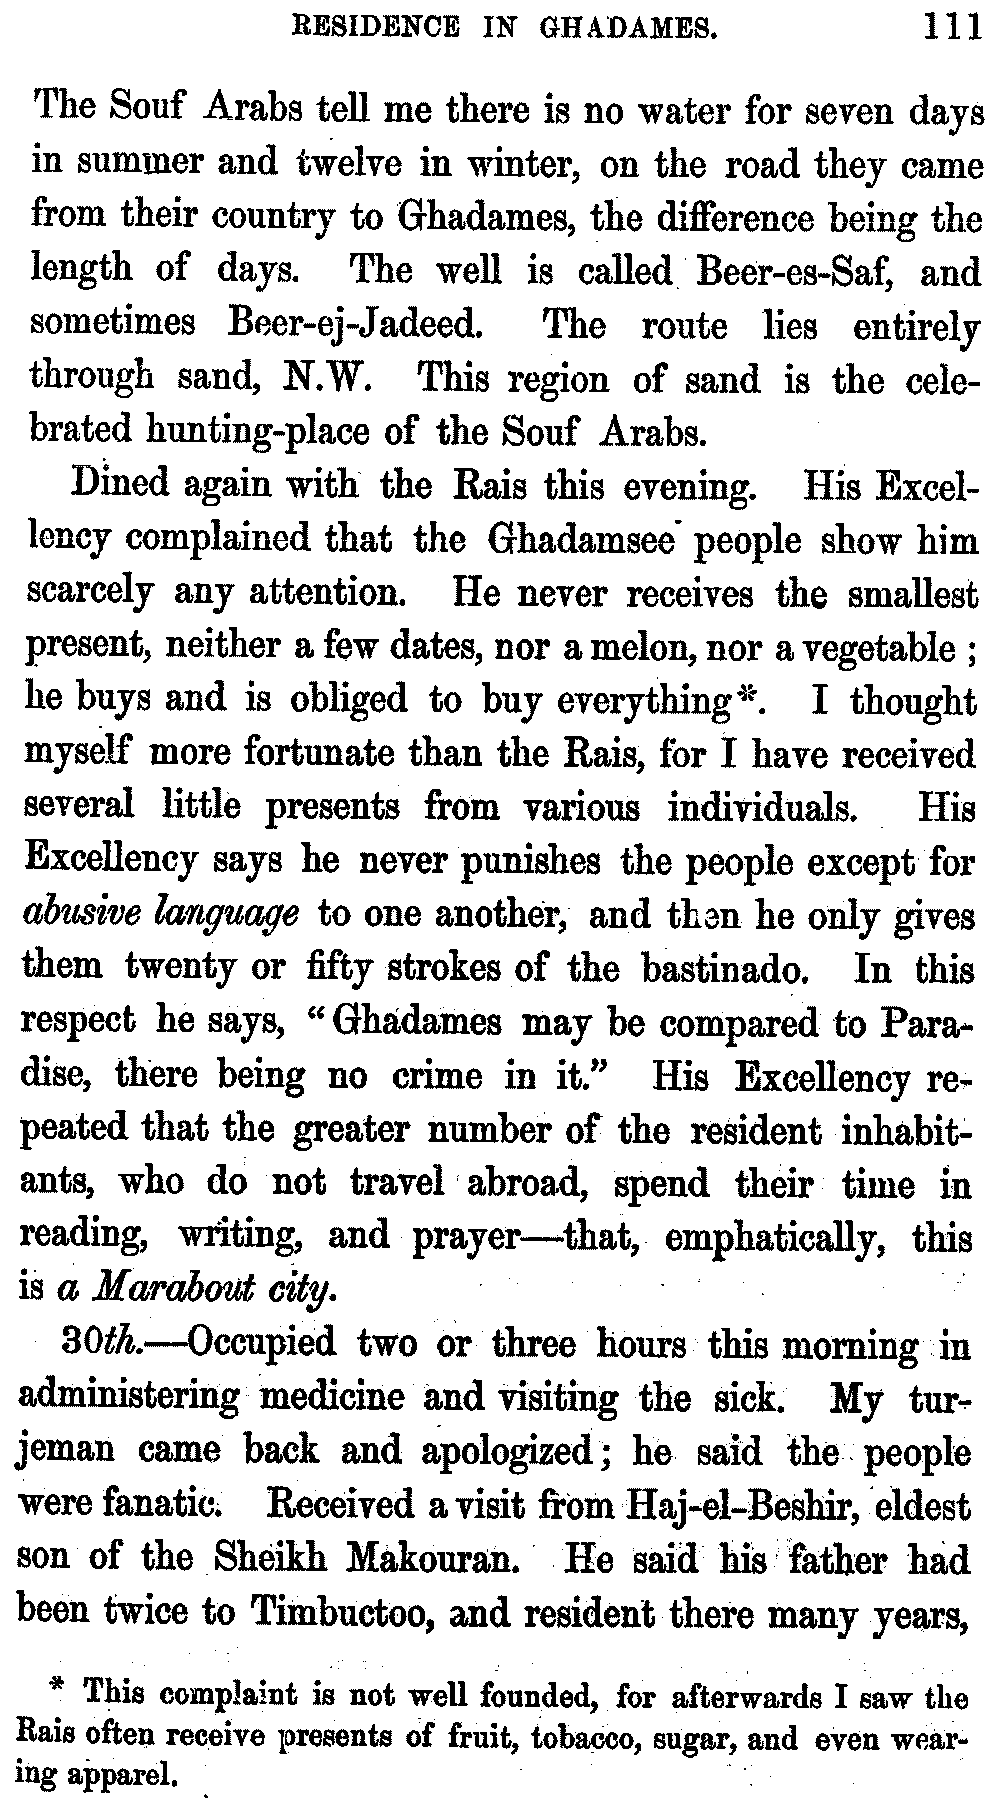 RESIDENCE IN GHADAMES. 111
The Souf Arabs tell me there is no water for seven days
in summer and twelve in winter, on the road they came
from their country to Ghadames, the difference being the
length of days. The well is called Beer-es-Saf, and
sometimes Beer-ej-Jadeed. The route lies entirely
through sand, N.W. This region of sand is the cele-
brated hunting-place of the Souf Arabs.
Dined again with the Rais this evening. His Excel-
lency complained that the Ghadamsee people show him
scarcely any attention. He never receives the smallest
present, neither a few dates, nor a melon, nor a vegetable ;
he buys and is obliged to buy everything*. I thought
myself more fortunate than the Rais, for I have received
several little presents from various individuals. His
Excellency says he never punishes the people except for
abusive language to one another, and then he only gives
them twenty or fifty strokes of the bastinado. In this
respect he says, “Ghadames may be compared to Para-
dise, there being no crime in it.” His Excellency re-
peated that the greater number of the resident inhabit-
ants, who do not travel abroad, spend their time in
reading, writing, and prayer—that, emphatically, this
is a Marabout city.
30th.—Occupied two or three hours this morning in
administering medicine and visiting the sick. My tur-
jeman came back and apologized; he said the people
were fanatic. Received a visit from Haj-el-Beshir, eldest
son of the Sheikh Makouran. He said his father had
been twice to Timbuctoo, and resident there many years,
* This complaint is not well founded, for afterwards I saw the
Rais often receive presents of fruit, tobacco, sugar, and even wear-
ing apparel.